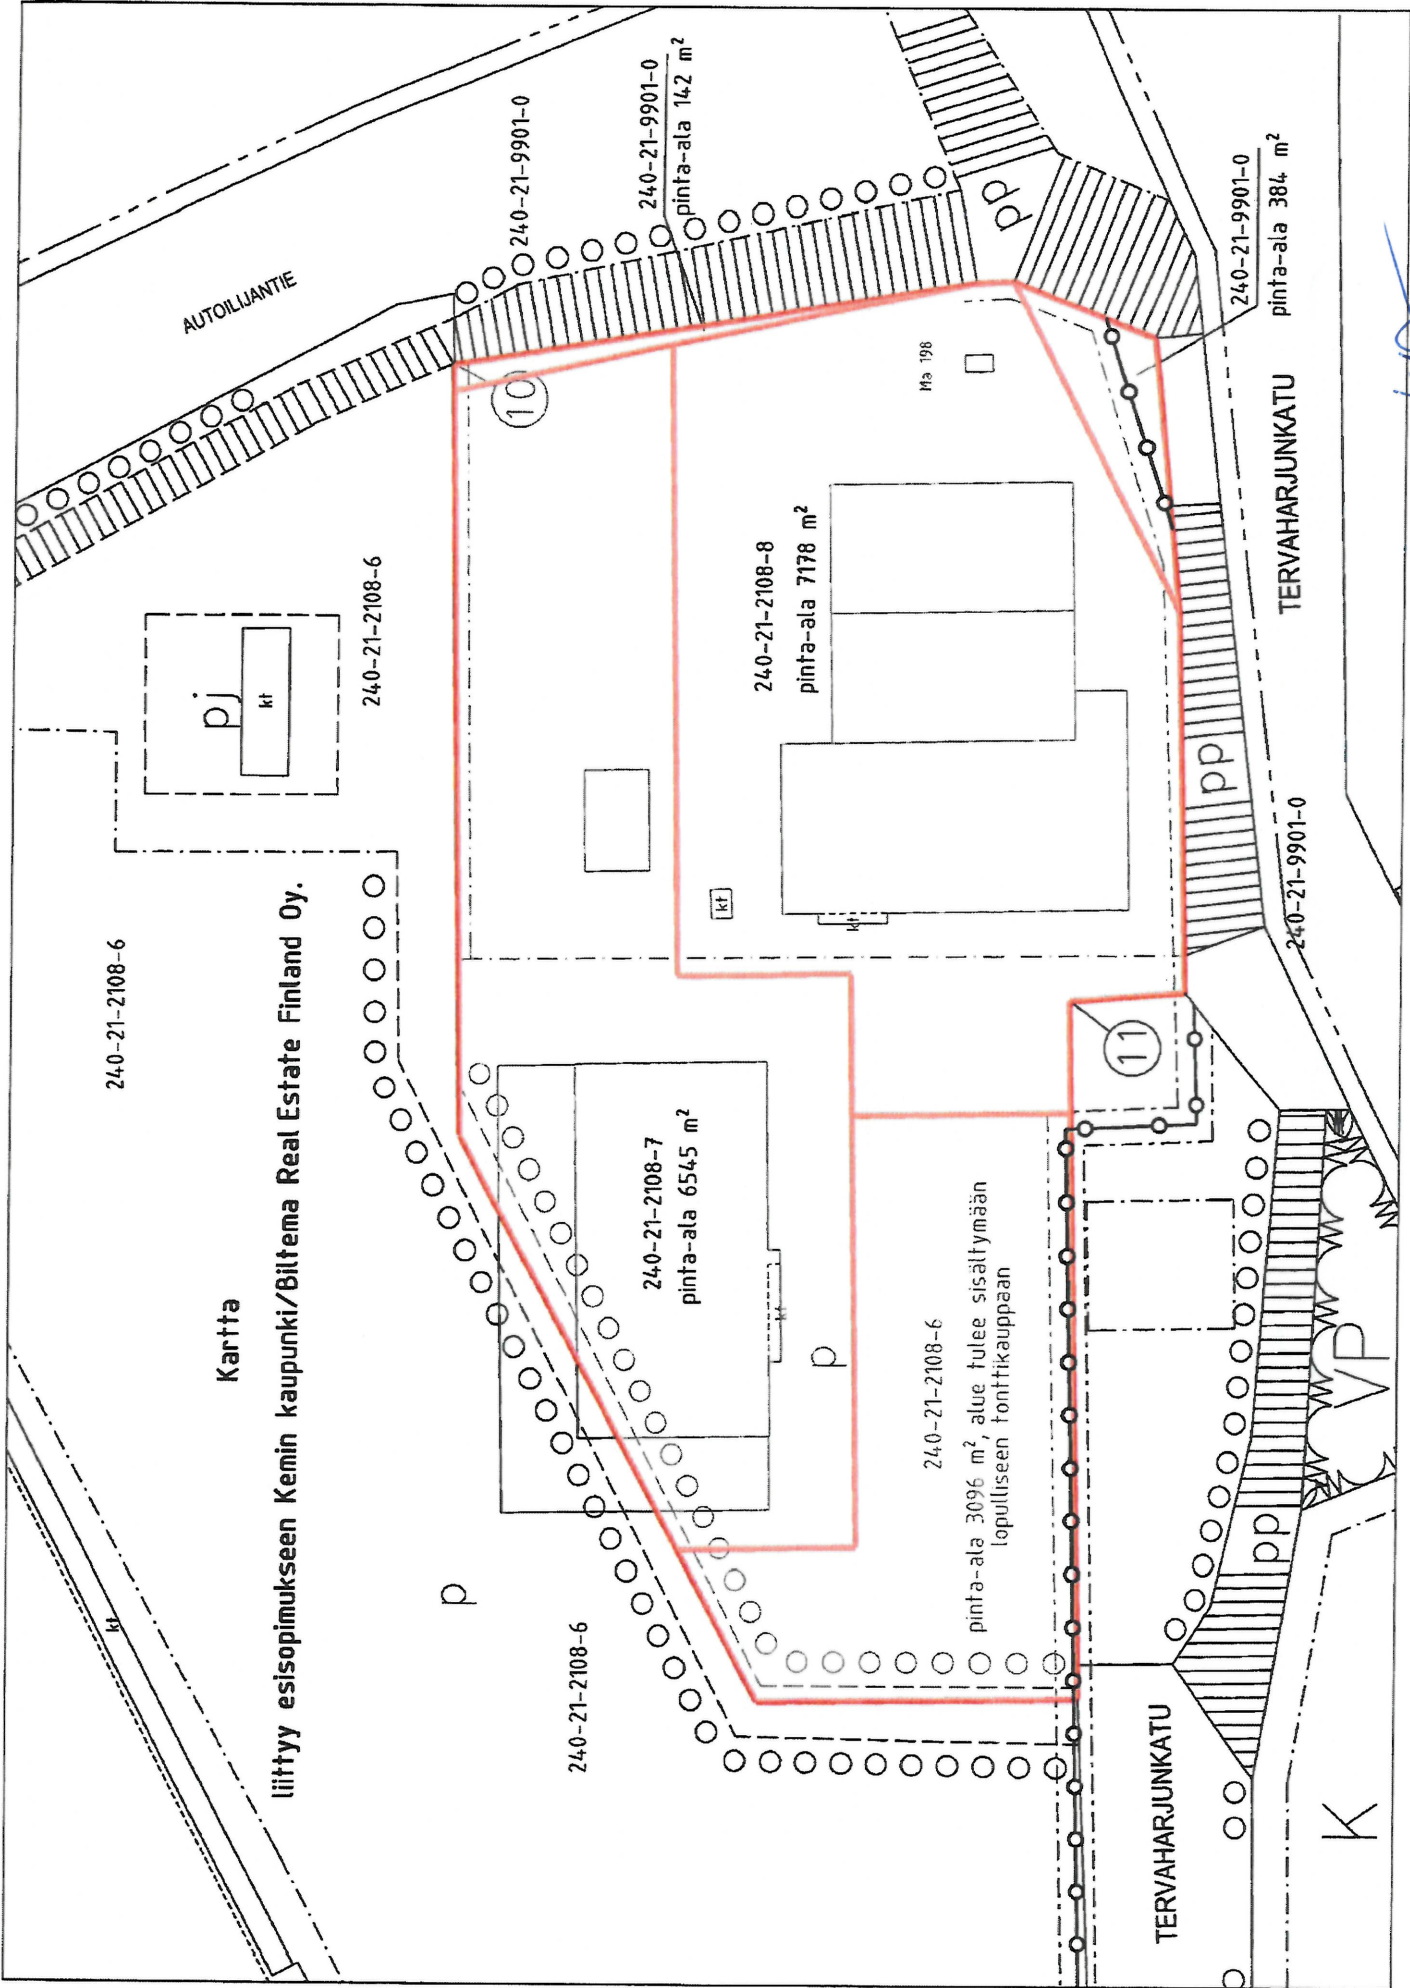 Kartta
liittyy esisopimukseen Kemin kaupunki/Biltema Real Estate Finland Oy.
kt
240-21-2108-6
pj
kt
240-21-2108-6
AUTOILIJANTIE
240-21-9901-0
240-21-9901-0
pinta-ala 142 m²
10
p
240-21-2108-6
240-21-2108-7
pinta-ala 6545 m²
kt
p
kt
kt
240-21-2108-8
pinta-ala 7178 m²
Ma 198
pp
240-21-9901-0
pinta-ala 384 m²
240-21-2108-6
pinta-ala 3096 m², alue tulee sisältymään
lopulliseen tonttikauppaan
11
pp
TERVAHARJUNKATU
240-21-9901-0
TERVAHARJUNKATU
pp
VP
K